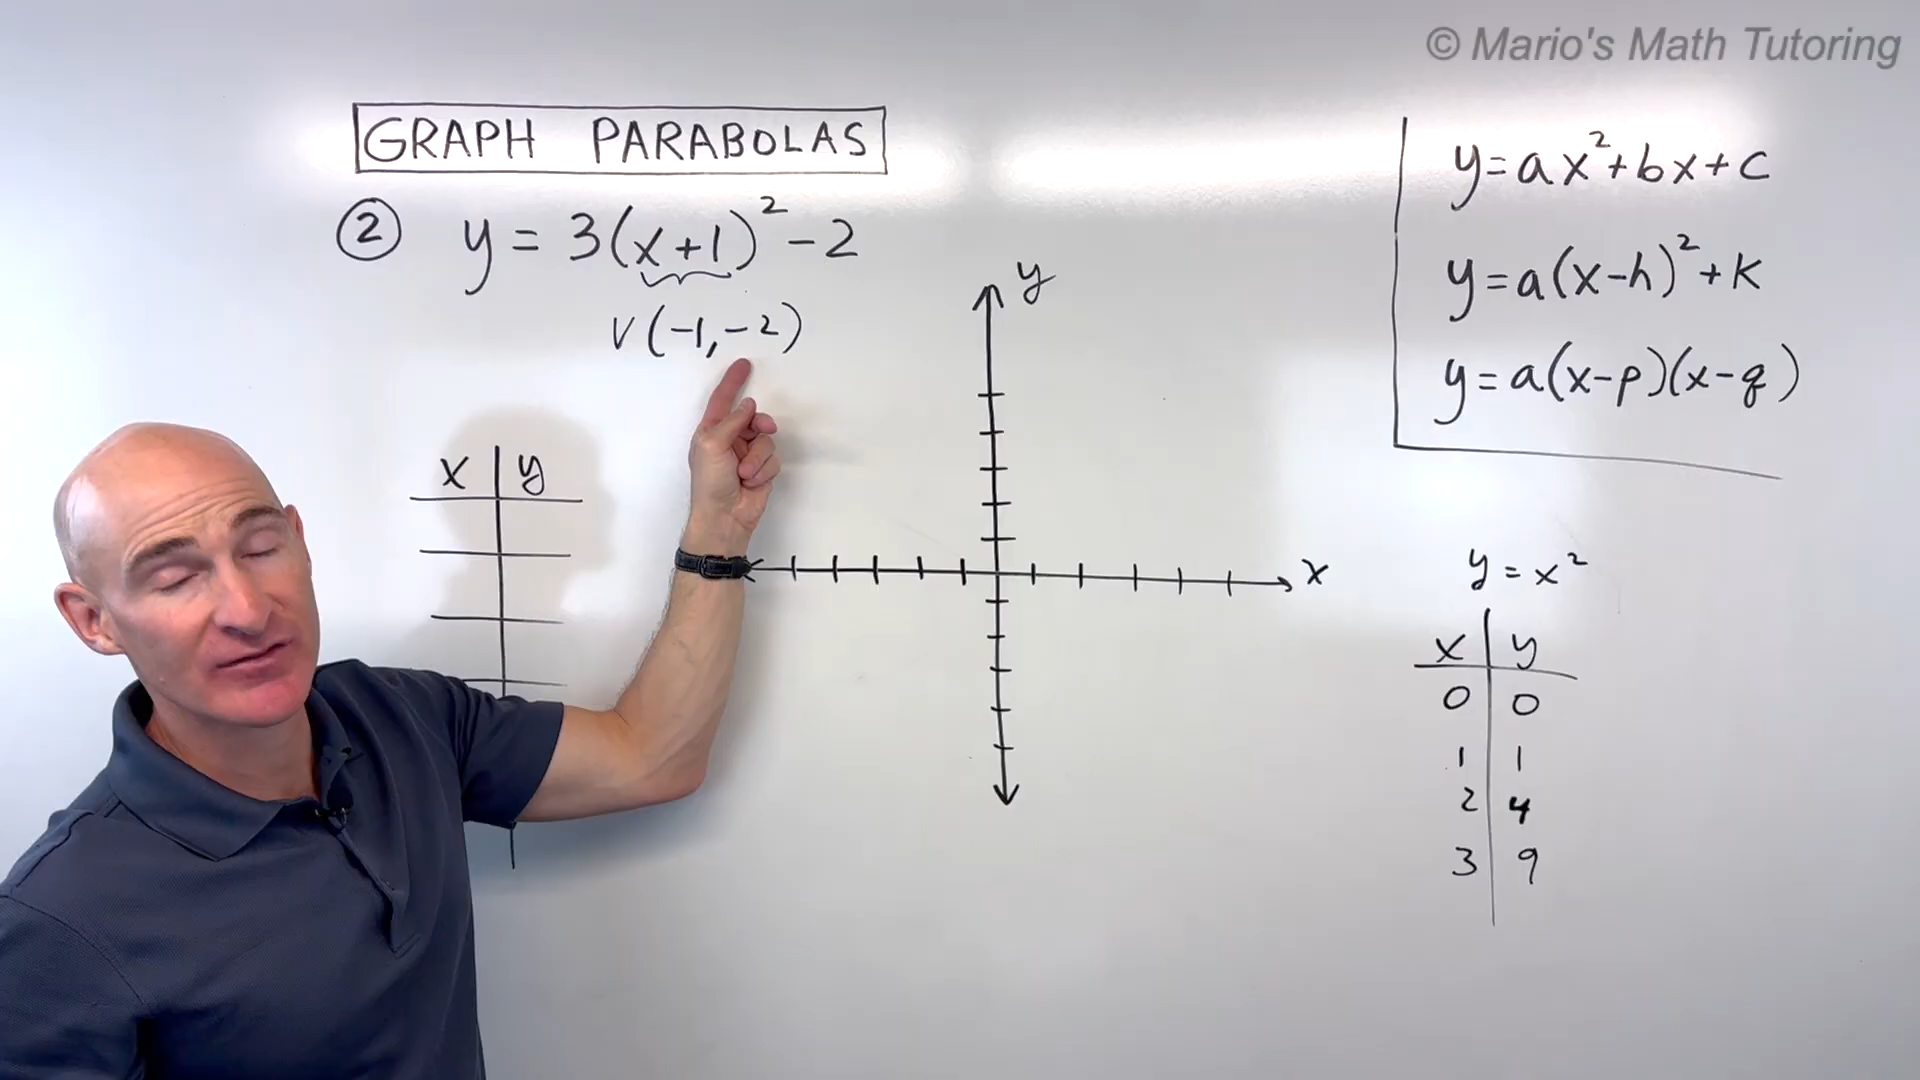 © Mario's Math Tutoring
GRAPH PARABOLAS
② y = 3(x+1)² - 2
V(-1, -2)
x | y
y
x
y = ax² + bx + c
y = a(x-h)² + k
y = a(x-p)(x-q)
y = x²
x | y
0 | 0
1 | 1
2 | 4
3 | 9